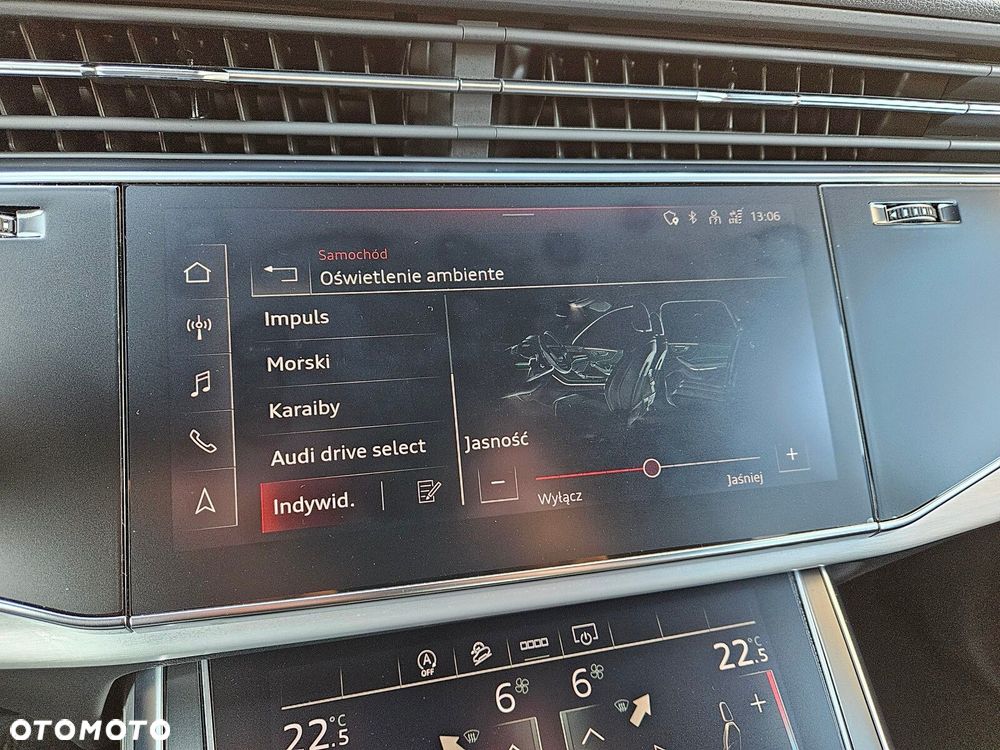 13:06
Samochód
Oświetlenie ambiente
Impuls
Morski
Karaiby
Audi drive select
Indywid.
Jasność
− +
Wyłącz Jaśniej
A
OFF
22.5°C
6 6
22.5°C
OTOMOTO